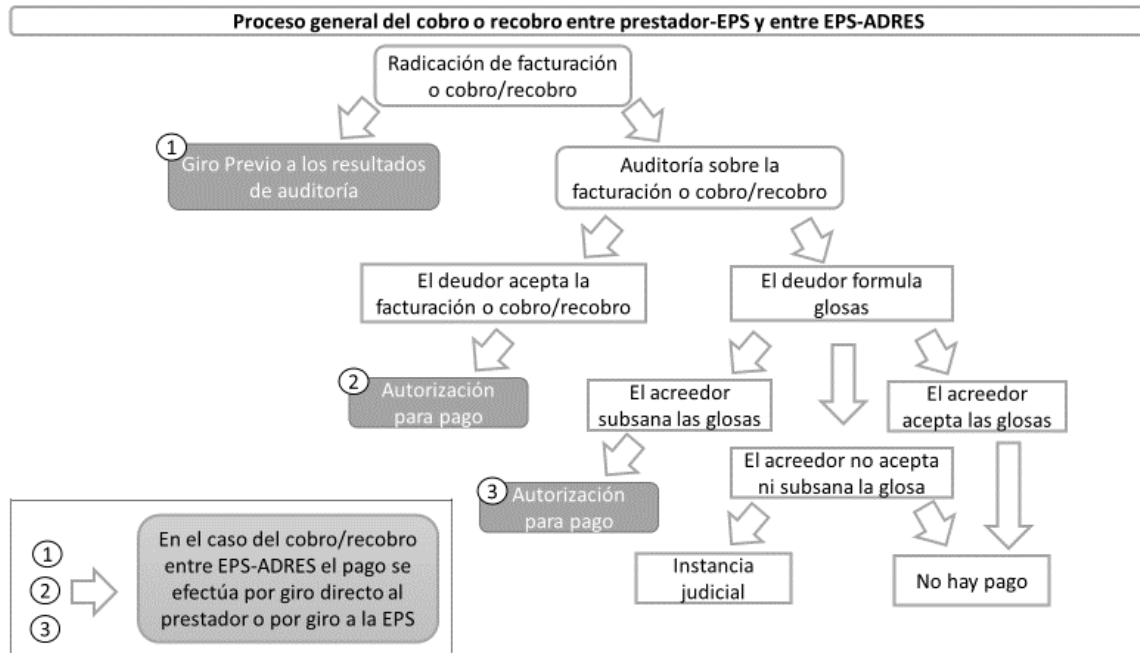 Proceso general del cobro o recobro entre prestador-EPS y entre EPS-ADRES
Radicación de facturación
o cobro/recobro
1
Giro Previo a los resultados
de auditoría
Auditoría sobre la
facturación o cobro/recobro
El deudor acepta la
facturación o cobro/recobro
El deudor formula
glosas
2
Autorización
para pago
El acreedor
subsana las glosas
El acreedor
acepta las glosas
El acreedor no acepta
ni subsana la glosa
3
Autorización
para pago
Instancia
judicial
No hay pago
1
2
3
En el caso del cobro/recobro
entre EPS-ADRES el pago se
efectúa por giro directo al
prestador o por giro a la EPS